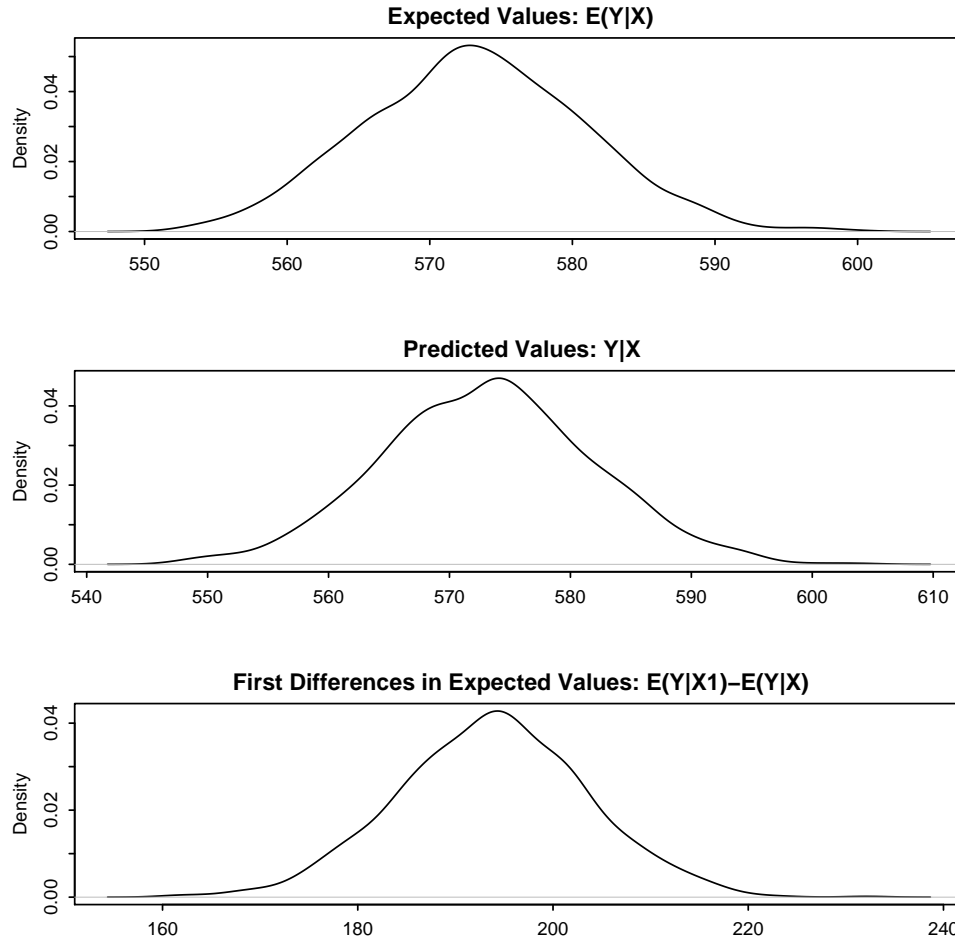 Expected Values: E(Y|X)
Density
0.00 0.02 0.04
550 560 570 580 590 600
Predicted Values: Y|X
Density
0.00 0.02 0.04
540 550 560 570 580 590 600 610
First Differences in Expected Values: E(Y|X1)−E(Y|X)
Density
0.00 0.02 0.04
160 180 200 220 240